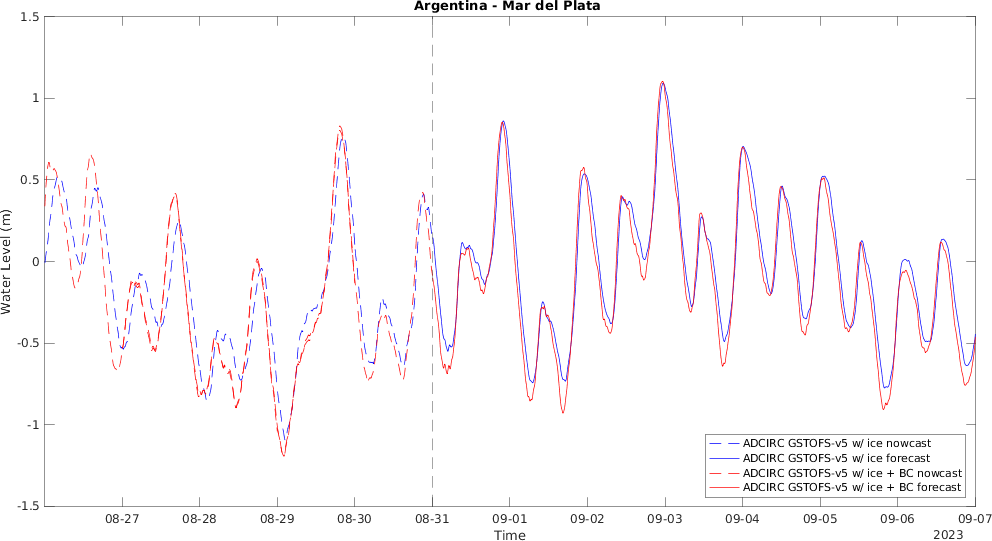 Argentina - Mar del Plata
1.5
1
0.5
0
-0.5
-1
-1.5
Water Level (m)
08-27 08-28 08-29 08-30 08-31 09-01 09-02 09-03 09-04 09-05 09-06 09-07
Time
2023
ADCIRC GSTOFS-v5 w/ ice nowcast
ADCIRC GSTOFS-v5 w/ ice forecast
ADCIRC GSTOFS-v5 w/ ice + BC nowcast
ADCIRC GSTOFS-v5 w/ ice + BC forecast